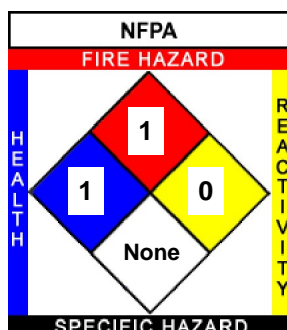 NFPA
FIRE HAZARD
HEALTH
1
1
0
None
REACTIVITY
SPECIFIC HAZARD